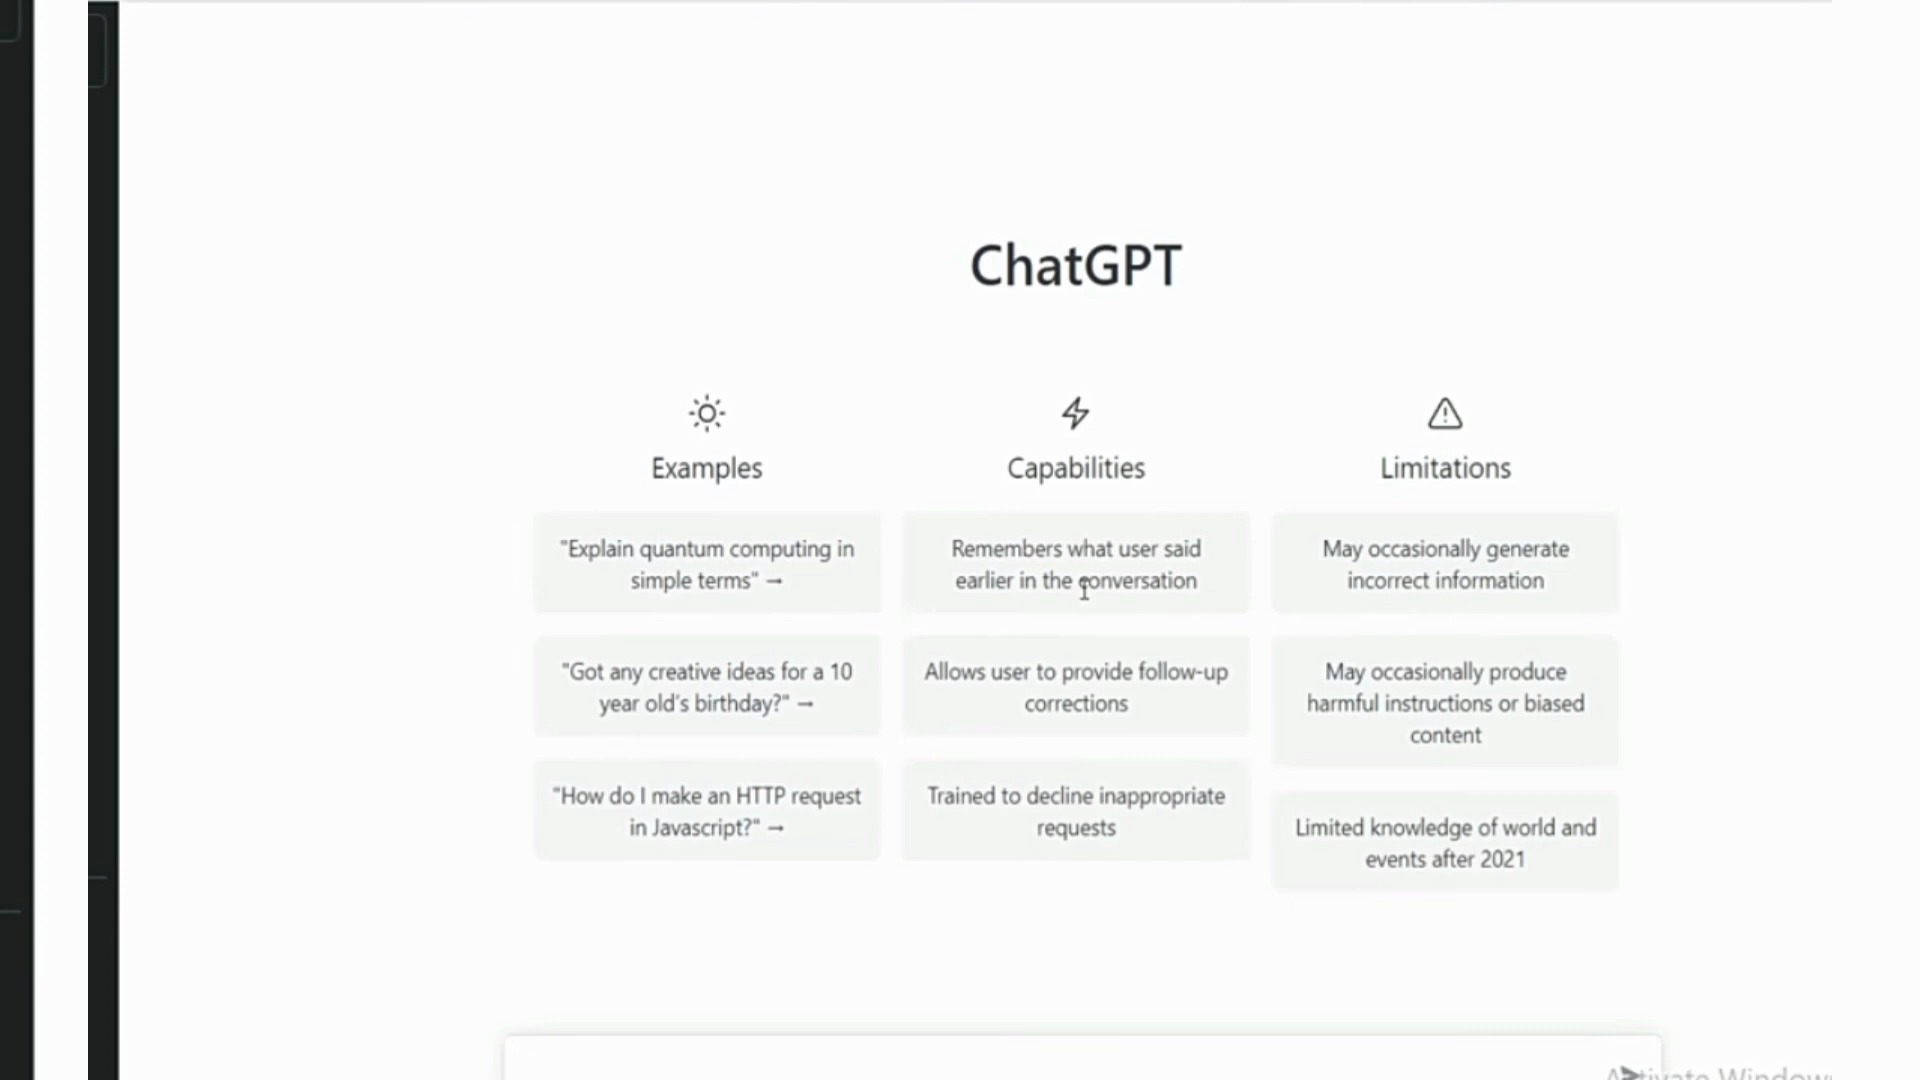 ChatGPT
Examples
"Explain quantum computing in
simple terms" →
"Got any creative ideas for a 10
year old's birthday?" →
"How do I make an HTTP request
in Javascript?" →
Capabilities
Remembers what user said
earlier in the conversation
Allows user to provide follow-up
corrections
Trained to decline inappropriate
requests
Limitations
May occasionally generate
incorrect information
May occasionally produce
harmful instructions or biased
content
Limited knowledge of world and
events after 2021